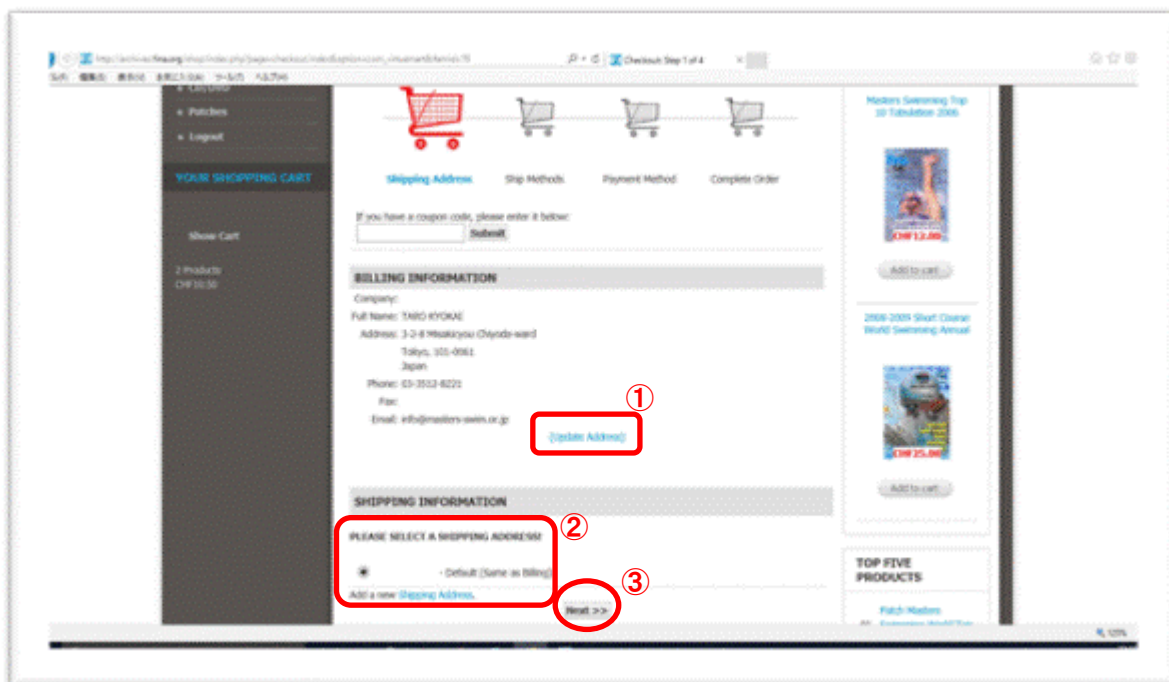 Checkout: Step 1 of 4
+ CD/DVD
+ Patches
+ Logout
YOUR SHOPPING CART
Show Cart
2 Products
Shipping Address
Ship Methods
Payment Method
Complete Order
If you have a coupon code, please enter it below:
Submit
BILLING INFORMATION
Company:
Full Name: TARO KYOKAI
Address: 3-2-8 Misakicyou Chiyoda-ward
Tokyo, 101-0061
Japan
Phone: 03-3512-8221
Fax:
Email: info@masters-swim.or.jp
①
(Update Address)
SHIPPING INFORMATION
②
PLEASE SELECT A SHIPPING ADDRESS!
- Default (Same as Billing)
Add a new Shipping Address.
③
Next >>
Masters Swimming Top
10 Tabulation 2006
CHF12.00
Add to cart
2008-2009 Short Course
World Swimming Annual
CHF25.00
Add to cart
TOP FIVE
PRODUCTS
Patch Masters
125%